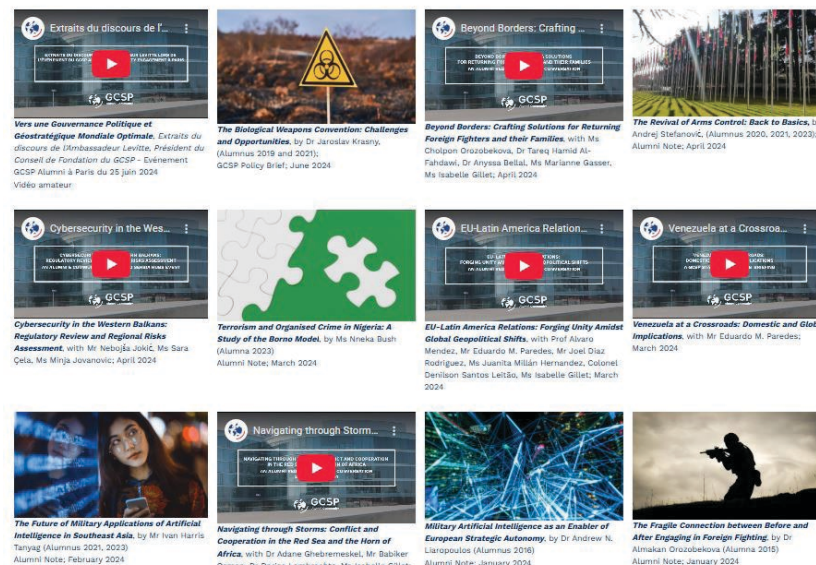 Extraits du discours de l'...
GCSP
Vers une Gouvernance Politique et
Géostratégique Mondiale Optimale, Extraits du
discours de l'Ambassadeur Levitte, Président du
Conseil de Fondation du GCSP - Evénement
GCSP Alumni à Paris du 25 juin 2024
Vidéo amateur
The Biological Weapons Convention: Challenges
and Opportunities, by Dr Jaroslav Krasny,
(Alumnus 2019 and 2021);
GCSP Policy Brief; June 2024
Beyond Borders: Crafting ...
GCSP
Beyond Borders: Crafting Solutions for Returning
Foreign Fighters and their Families, with Ms
Cholpon Orozobekova, Dr Tareq Hamid Al-
Fahdawi, Dr Anyssa Bellal, Ms Marianne Gasser,
Ms Isabelle Gillet; April 2024
The Revival of Arms Control: Back to Basics,
Andrej Stefanović, (Alumnus 2020, 2021, 2023);
Alumni Note; April 2024
Cybersecurity in the Wes...
GCSP
Cybersecurity in the Western Balkans:
Regulatory Review and Regional Risks
Assessment, with Mr Nebojša Jokić, Ms Sara
Çela, Ms Minja Jovanovic; April 2024
Terrorism and Organised Crime in Nigeria: A
Study of the Borno Model, by Ms Nneka Bush
(Alumna 2023)
Alumni Note; March 2024
EU-Latin America Relation...
GCSP
EU-Latin America Relations: Forging Unity Amidst
Global Geopolitical Shifts, with Prof Alvaro
Mendez, Mr Eduardo M. Paredes, Mr Joel Diaz
Rodriguez, Ms Juanita Millán Hernandez, Colonel
Denilson Santos Leitão, Ms Isabelle Gillet; March
2024
Venezuela at a Crossroa...
GCSP
Venezuela at a Crossroads: Domestic and Glob
Implications, with Mr Eduardo M. Paredes;
March 2024
The Future of Military Applications of Artificial
Intelligence in Southeast Asia, by Mr Ivan Harris
Tanyag (Alumnus 2021, 2023)
Alumni Note; February 2024
Navigating through Storm...
GCSP
Navigating through Storms: Conflict and
Cooperation in the Red Sea and the Horn of
Africa, with Dr Adane Ghebremeskel, Mr Babiker
Military Artificial Intelligence as an Enabler of
European Strategic Autonomy, by Dr Andrew N.
Liaropoulos (Alumnus 2016)
Alumni Note; January 2024
The Fragile Connection between Before and
After Engaging in Foreign Fighting, by Dr
Almakan Orozobekova (Alumna 2015)
Alumni Note; January 2024